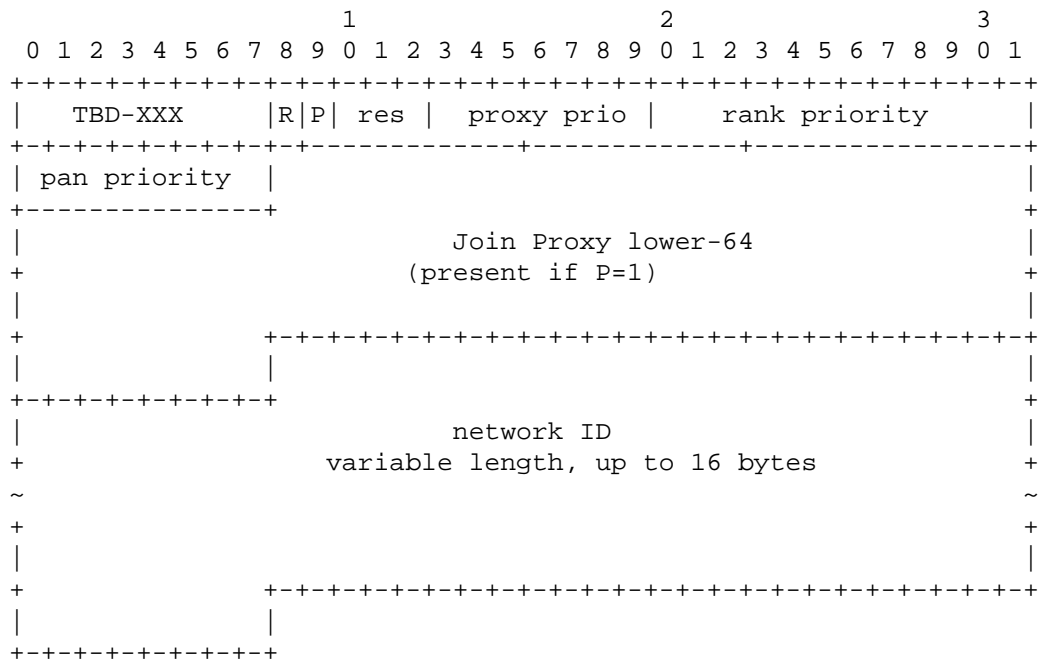 1                   2                   3
 0 1 2 3 4 5 6 7 8 9 0 1 2 3 4 5 6 7 8 9 0 1 2 3 4 5 6 7 8 9 0 1
+-+-+-+-+-+-+-+-+-+-+-+-+-+-+-+-+-+-+-+-+-+-+-+-+-+-+-+-+-+-+-+-+
|   TBD-XXX     |R|P| res |  proxy prio |    rank priority      |
+-+-+-+-+-+-+-+-+-+-------------+-------------+-----------------+
| pan priority  |                                               |
+---------------+                                               +
|                           Join Proxy lower-64                 |
+                        (present if P=1)                       +
|                                                               |
+               +-+-+-+-+-+-+-+-+-+-+-+-+-+-+-+-+-+-+-+-+-+-+-+-+
|               |                                               |
+-+-+-+-+-+-+-+-+                                               +
|                           network ID                          |
+                   variable length, up to 16 bytes             +
~                                                               ~
+                                                               +
|                                                               |
+               +-+-+-+-+-+-+-+-+-+-+-+-+-+-+-+-+-+-+-+-+-+-+-+-+
|               |
+-+-+-+-+-+-+-+-+